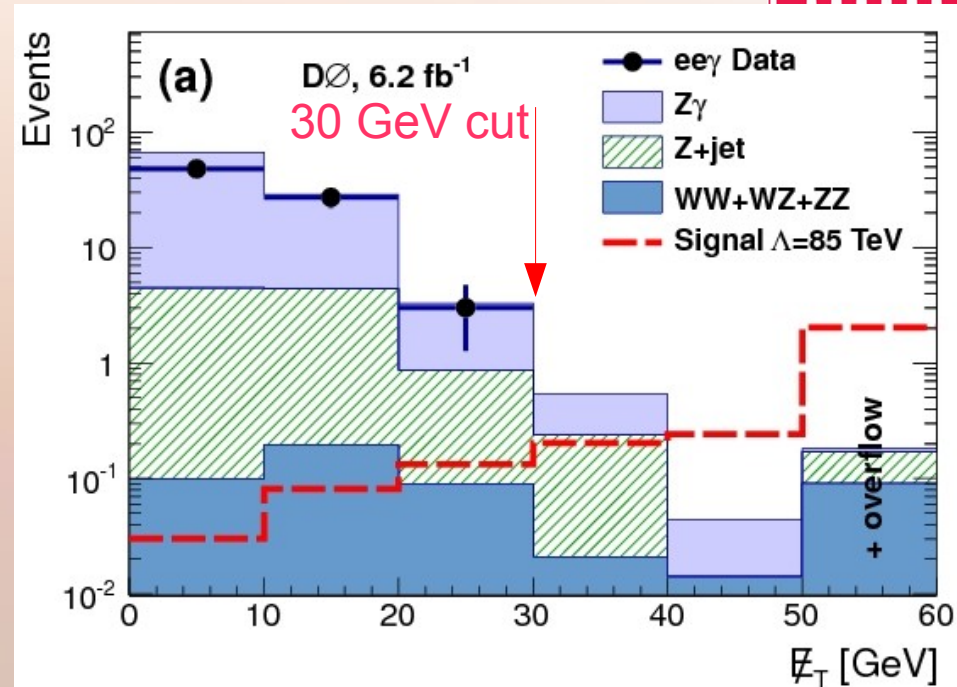 Events
(a)
DØ, 6.2 fb⁻¹
30 GeV cut
eeγ Data
Zγ
Z+jet
WW+WZ+ZZ
Signal Λ=85 TeV
10²
10
1
10⁻¹
10⁻²
+ overflow
0 10 20 30 40 50 60
E̸_T [GeV]